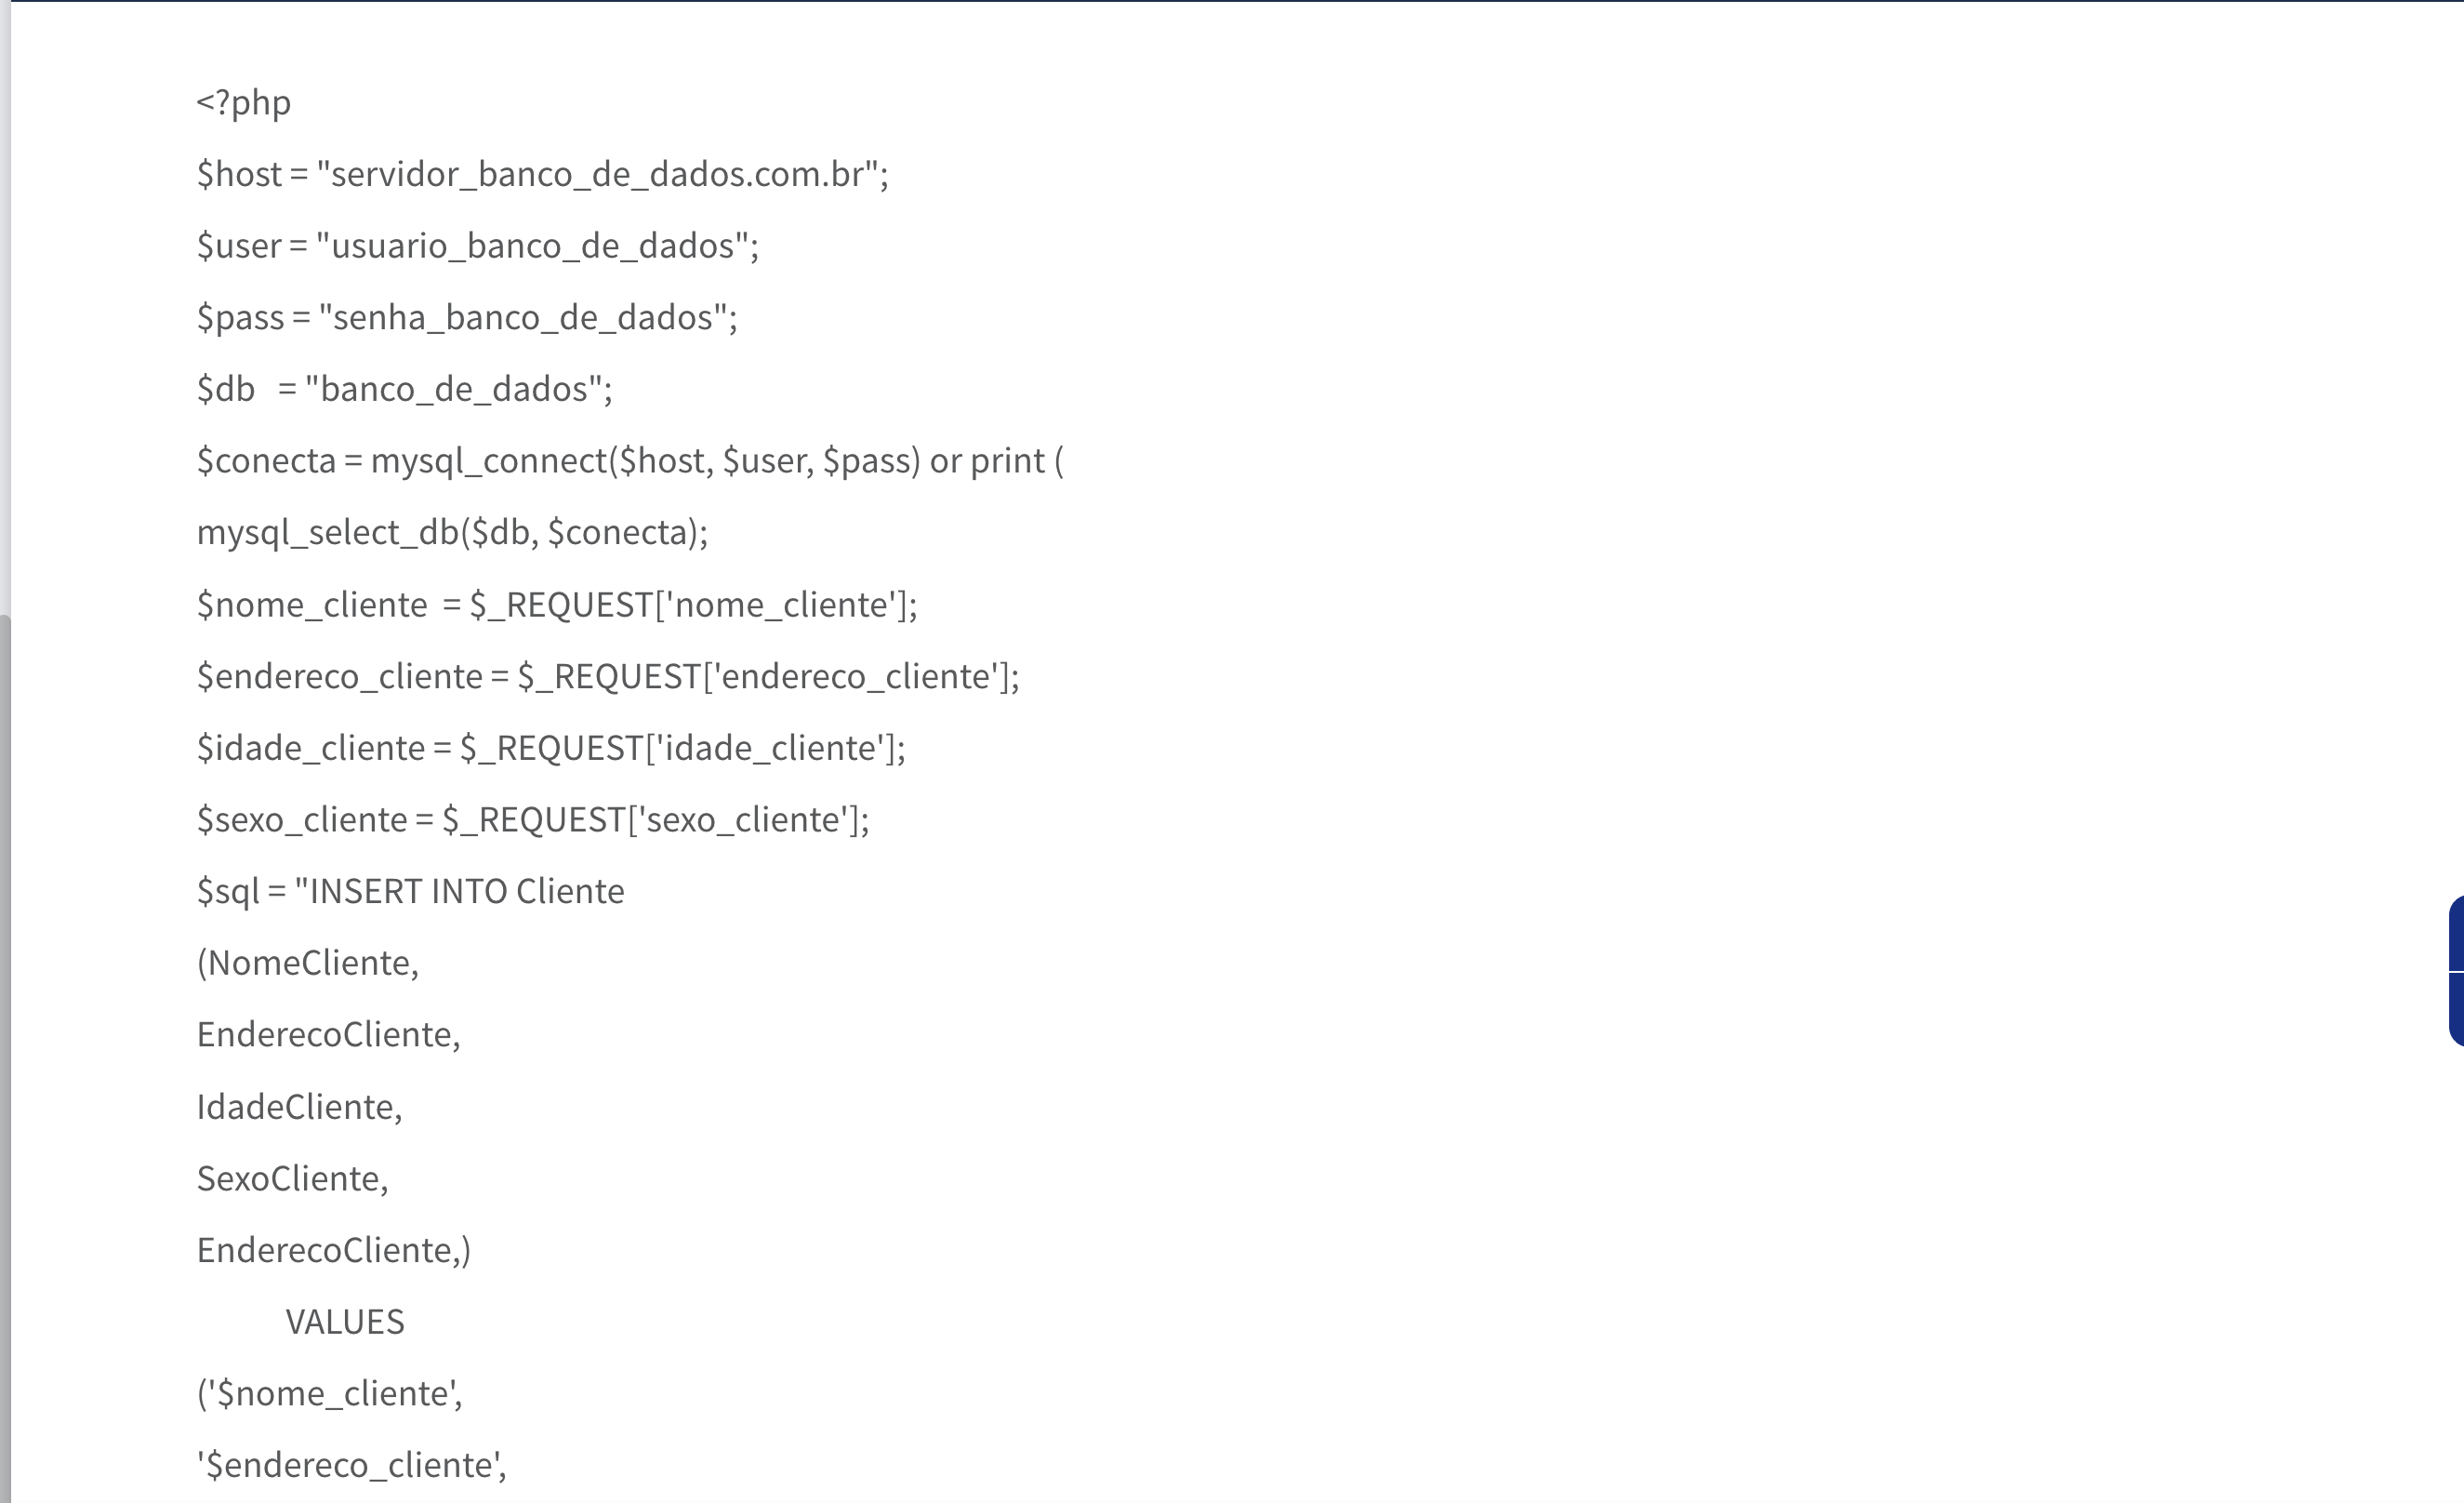 <?php
$host = "servidor_banco_de_dados.com.br";
$user = "usuario_banco_de_dados";
$pass = "senha_banco_de_dados";
$db   = "banco_de_dados";
$conecta = mysql_connect($host, $user, $pass) or print (
mysql_select_db($db, $conecta);
$nome_cliente  = $_REQUEST['nome_cliente'];
$endereco_cliente = $_REQUEST['endereco_cliente'];
$idade_cliente = $_REQUEST['idade_cliente'];
$sexo_cliente = $_REQUEST['sexo_cliente'];
$sql = "INSERT INTO Cliente
(NomeCliente,
EnderecoCliente,
IdadeCliente,
SexoCliente,
EnderecoCliente,)
VALUES
('$nome_cliente',
'$endereco_cliente',